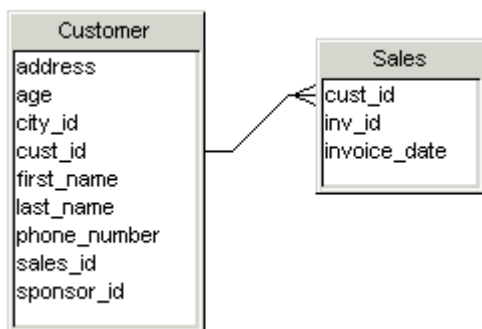 Customer
address
age
city_id
cust_id
first_name
last_name
phone_number
sales_id
sponsor_id
Sales
cust_id
inv_id
invoice_date